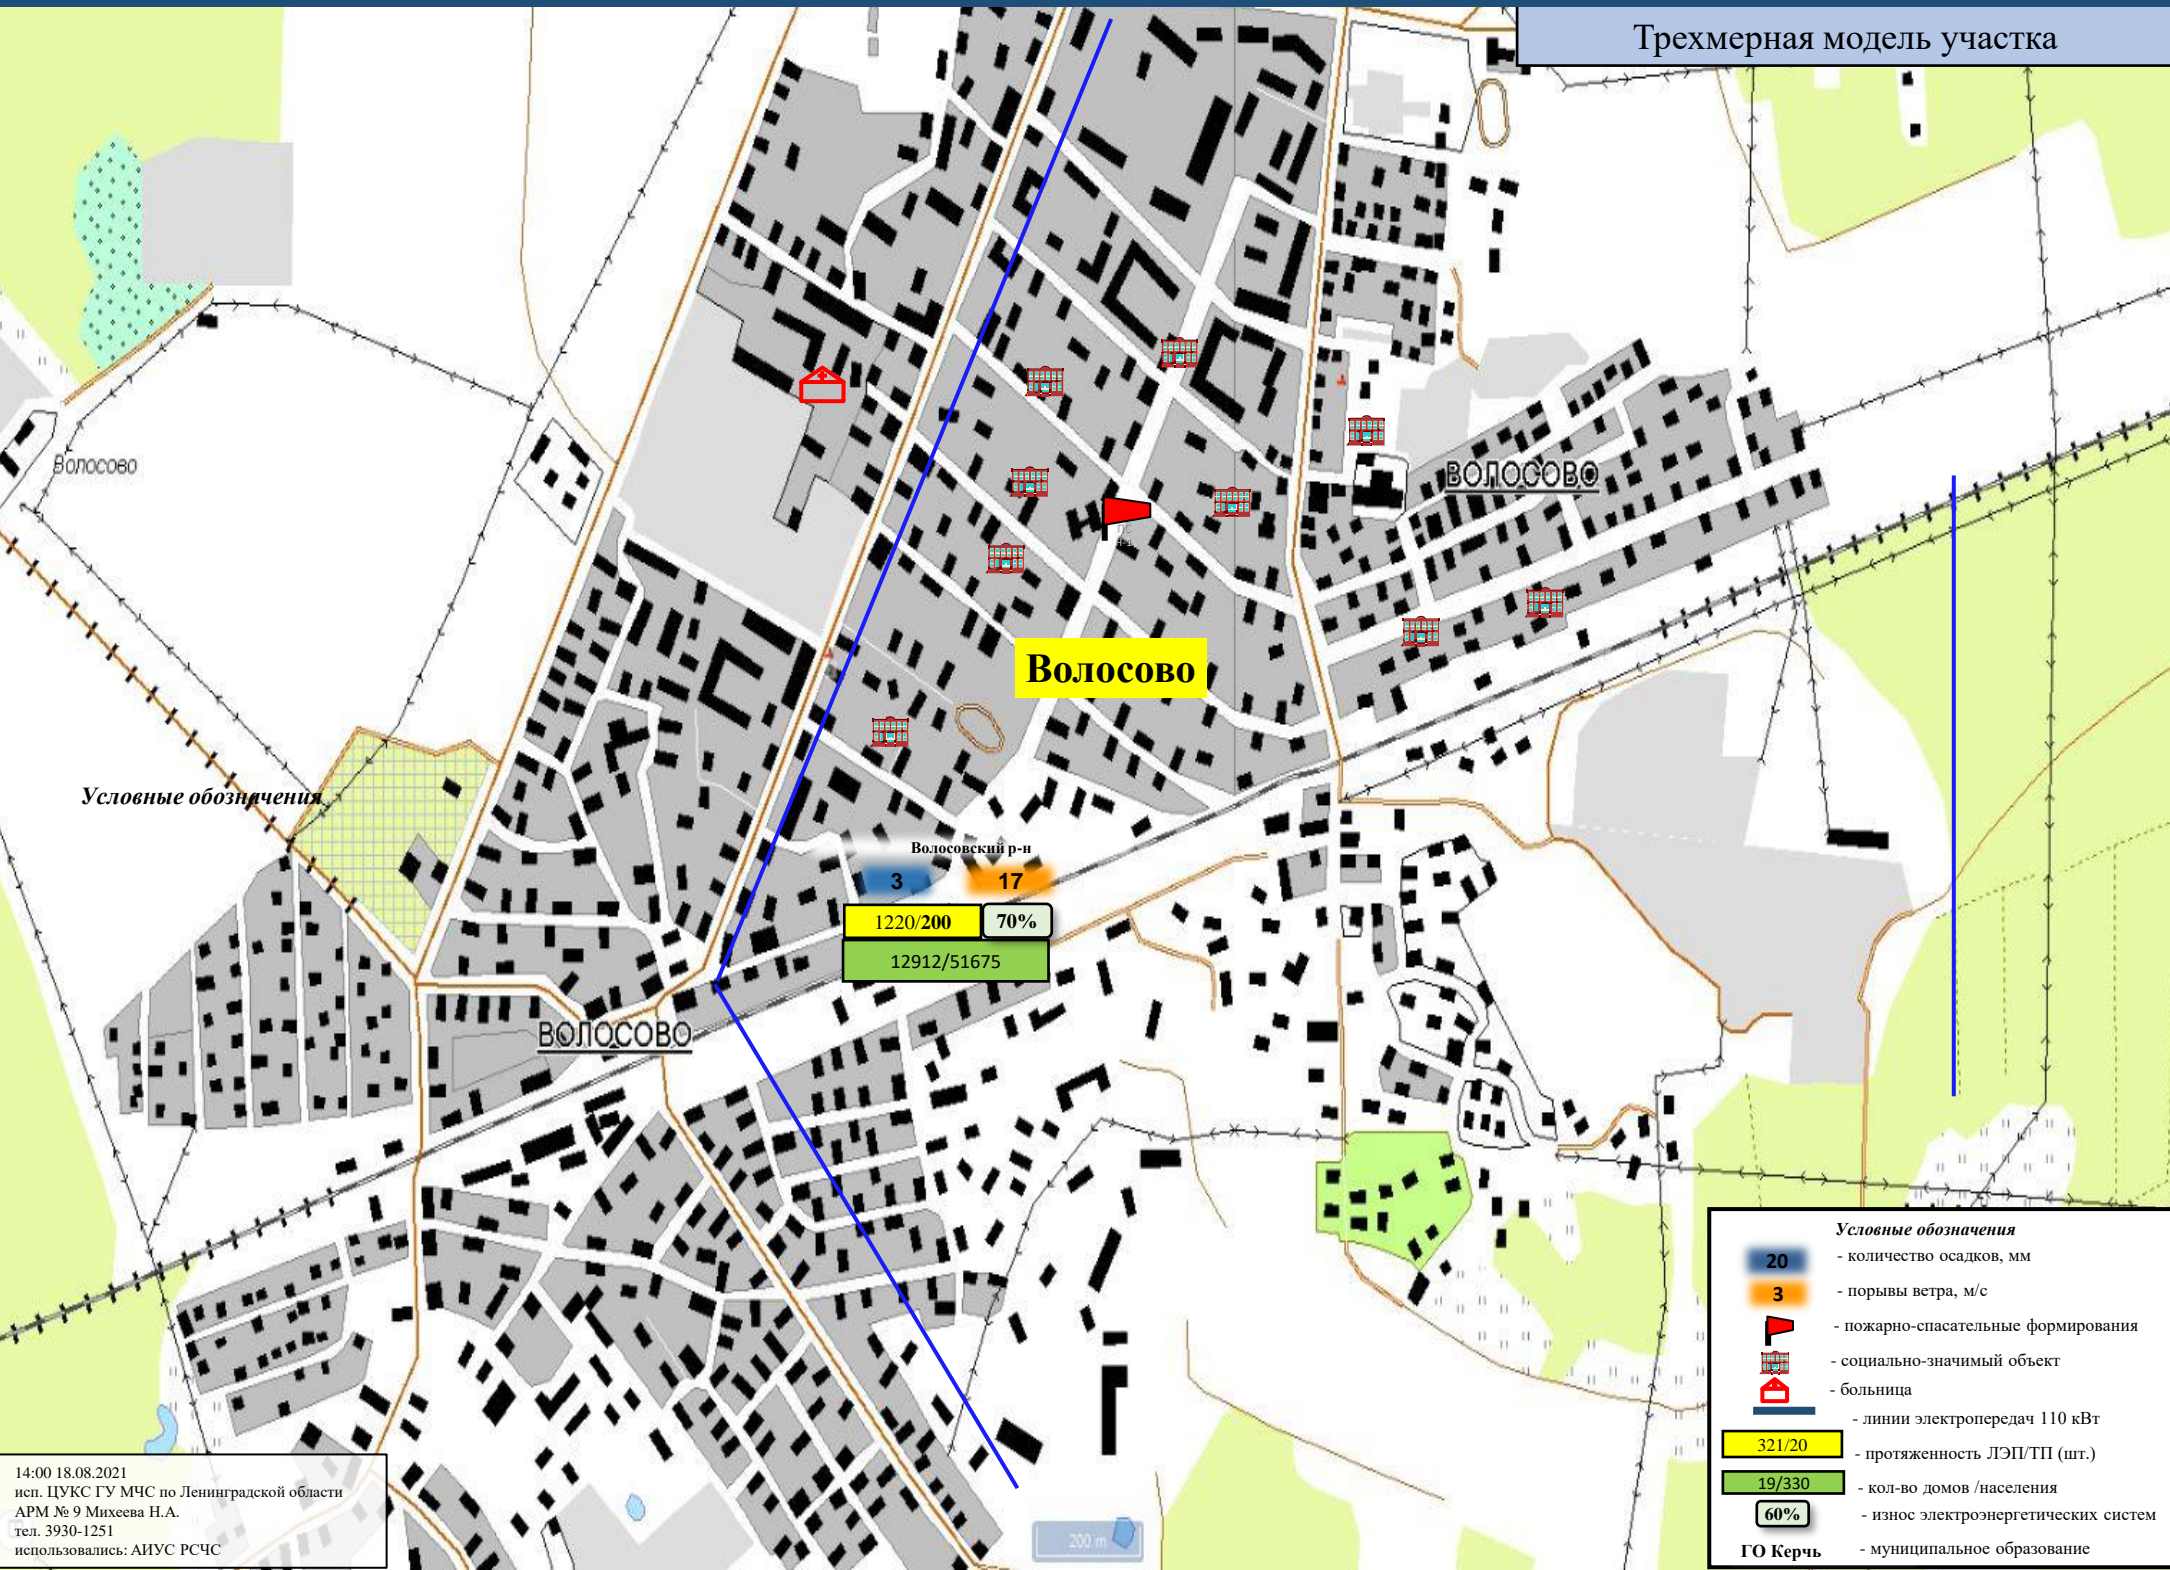 Трехмерная модель участка
Волосово
ВОЛОСОВО
Волосово
Условные обозначения
Волосовский р-н
3
17
1220/200
70%
12912/51675
ВОЛОСОВО
Условные обозначения
20 - количество осадков, мм
3 - порывы ветра, м/с
- пожарно-спасательные формирования
- социально-значимый объект
- больница
- линии электропередач 110 кВт
321/20 - протяженность ЛЭП/ТП (шт.)
19/330 - кол-во домов /населения
60% - износ электроэнергетических систем
ГО Керчь - муниципальное образование
14:00 18.08.2021
исп. ЦУКС ГУ МЧС по Ленинградской области
АРМ № 9 Михеева Н.А.
тел. 3930-1251
использовались: АИУС РСЧС
200 m